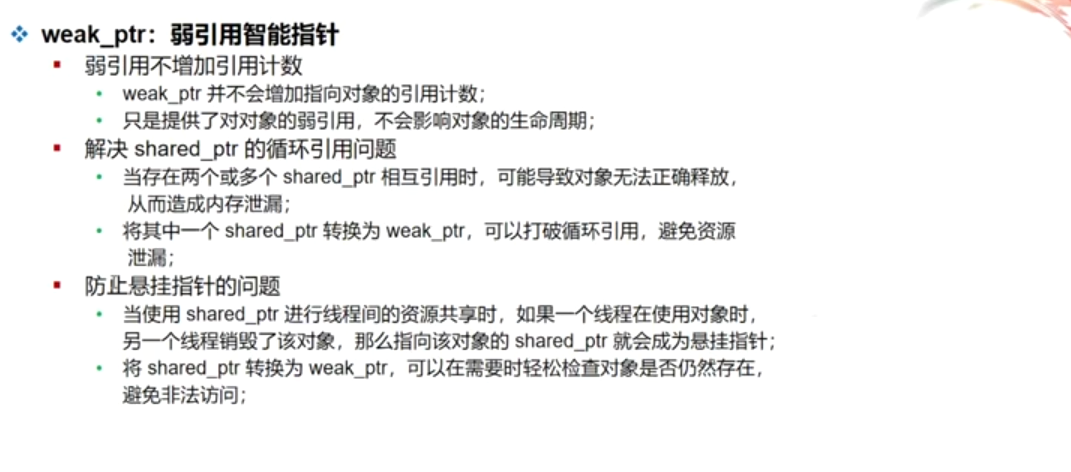 weak_ptr：弱引用智能指针
弱引用不增加引用计数
weak_ptr 并不会增加指向对象的引用计数；
只是提供了对对象的弱引用，不会影响对象的生命周期；
解决 shared_ptr 的循环引用问题
当存在两个或多个 shared_ptr 相互引用时，可能导致对象无法正确释放，
从而造成内存泄漏；
将其中一个 shared_ptr 转换为 weak_ptr，可以打破循环引用，避免资源
泄漏；
防止悬挂指针的问题
当使用 shared_ptr 进行线程间的资源共享时，如果一个线程在使用对象时，
另一个线程销毁了该对象，那么指向该对象的 shared_ptr 就会成为悬挂指针；
将 shared_ptr 转换为 weak_ptr，可以在需要时轻松检查对象是否仍然存在，
避免非法访问；